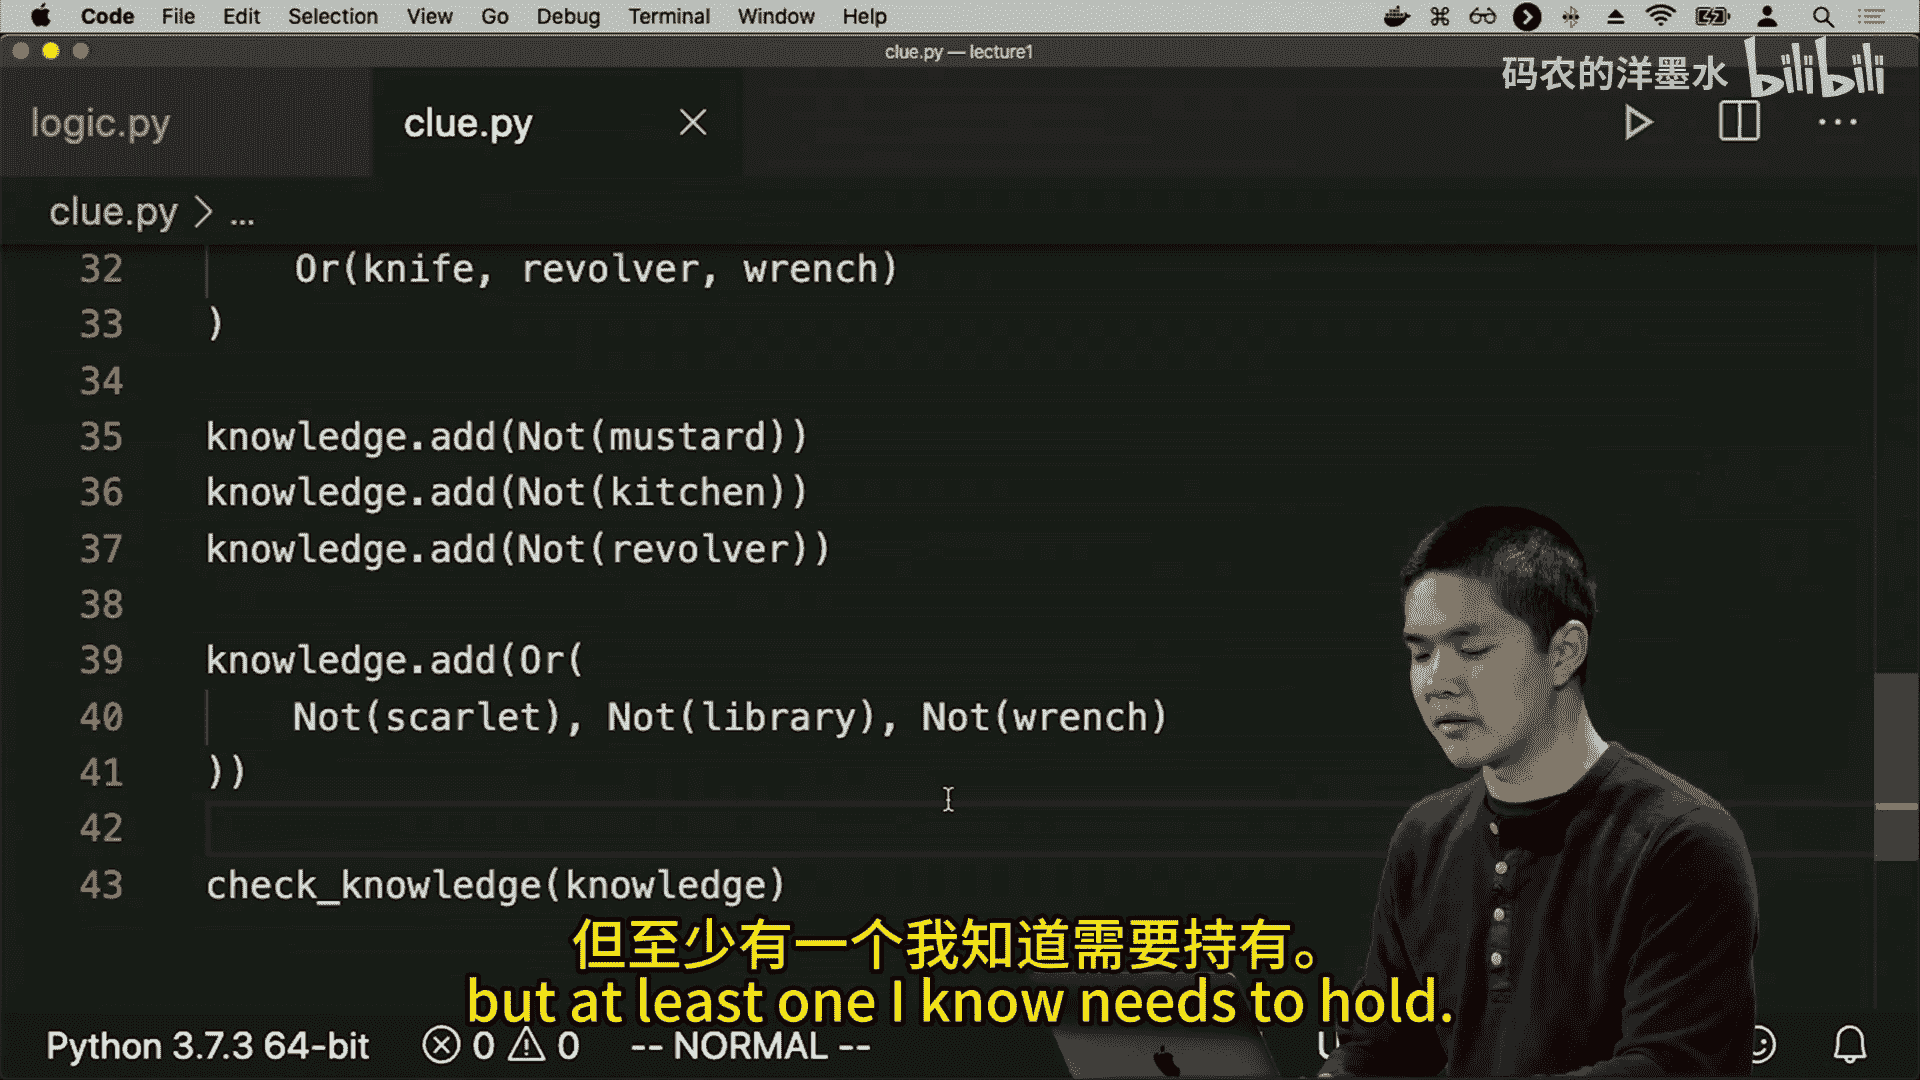 Code File Edit Selection View Go Debug Terminal Window Help
clue.py — lecture1
码农的洋墨水 bilibili
logic.py clue.py
clue.py > ...
32 Or(knife, revolver, wrench)
33 )
34
35 knowledge.add(Not(mustard))
36 knowledge.add(Not(kitchen))
37 knowledge.add(Not(revolver))
38
39 knowledge.add(Or(
40 Not(scarlet), Not(library), Not(wrench)
41 ))
42
43 check_knowledge(knowledge)
但至少有一个我知道需要持有。
but at least one I know needs to hold.
Python 3.7.3 64-bit 0 0 -- NORMAL --